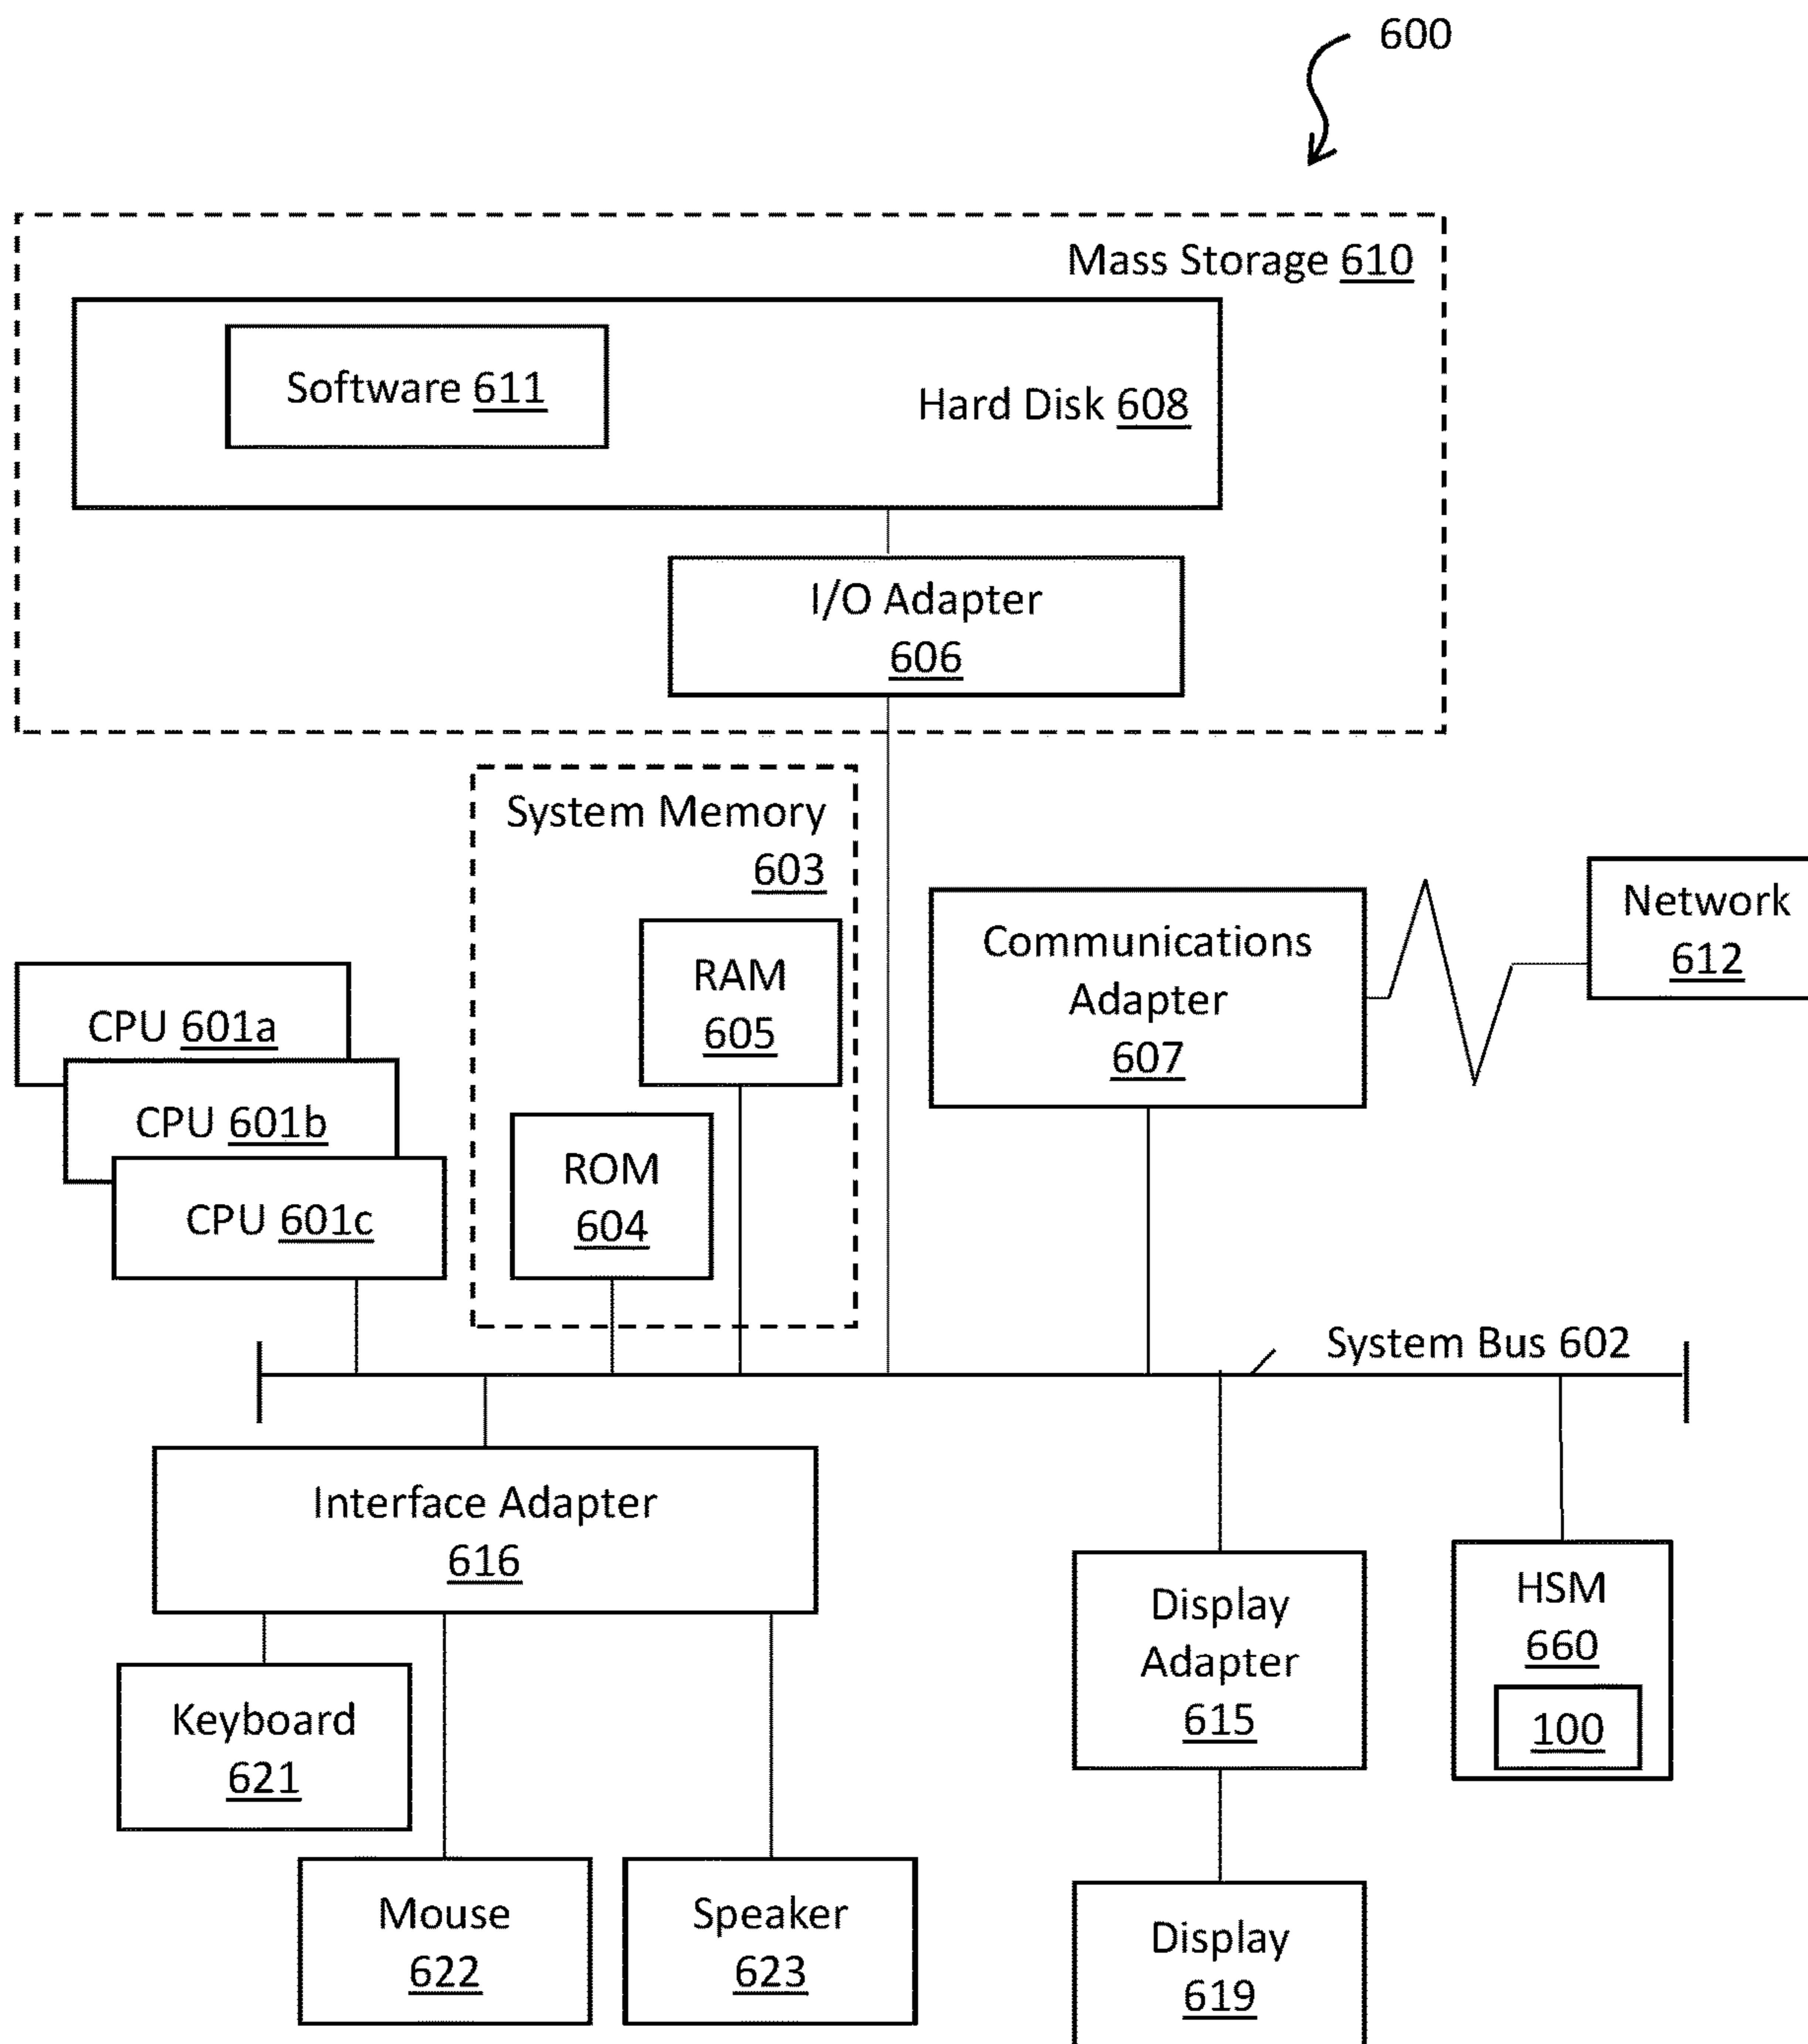 600
Mass Storage 610
Software 611
Hard Disk 608
I/O Adapter
606
System Memory
603
RAM
605
ROM
604
Communications
Adapter
607
Network
612
CPU 601a
CPU 601b
CPU 601c
System Bus 602
Interface Adapter
616
Keyboard
621
Mouse
622
Speaker
623
Display
Adapter
615
Display
619
HSM
660
100